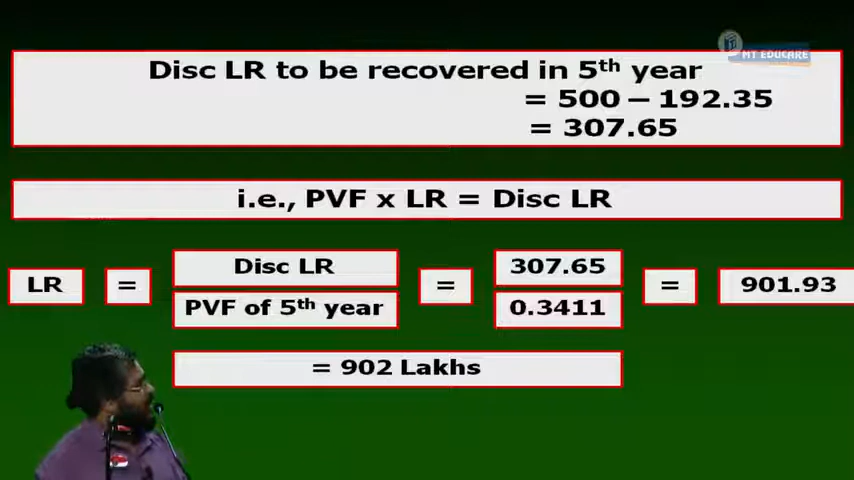 MT EDUCARE
Disc LR to be recovered in 5th year
= 500 – 192.35
= 307.65
i.e., PVF x LR = Disc LR
LR = Disc LR / PVF of 5th year = 307.65 / 0.3411 = 901.93
= 902 Lakhs